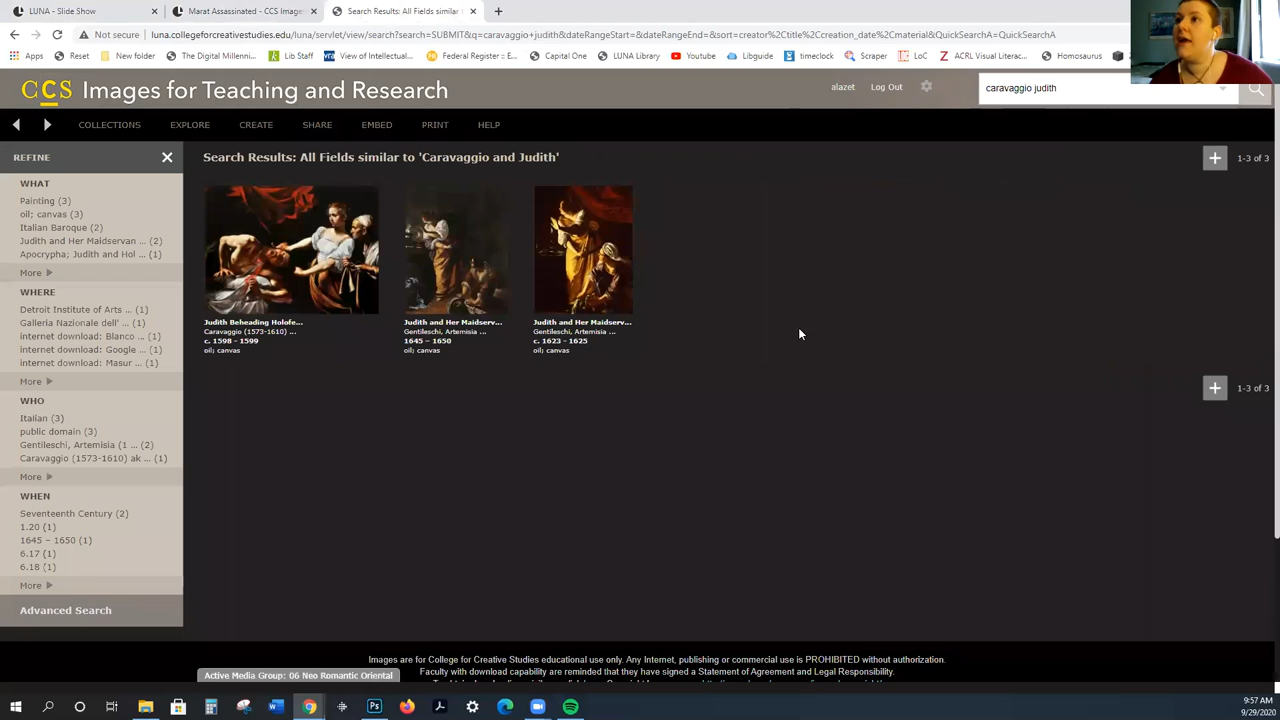 LUNA - Slide Show
Marat Assassinated - CCS Image
Search Results: All Fields similar to
Not secure
luna.collegeforcreativestudies.edu/luna/servlet/view/search?search=SUBMIT&q=caravaggio+judith&dateRangeStart=&dateRangeEnd=&sort=creator%2Ctitle%2Ccreation_date%2Cmaterial&QuickSearchA=QuickSearchA
Apps Reset New folder The Digital Millenni... Lib Staff View of Intellectual... Federal Register :: E... Capital One LUNA Library Youtube Libguide timeclock Scraper LoC ACRL Visual Literac... Homosaurus
CCS Images for Teaching and Research
alazet Log Out
caravaggio judith
COLLECTIONS EXPLORE CREATE SHARE EMBED PRINT HELP
REFINE
Search Results: All Fields similar to 'Caravaggio and Judith'
1-3 of 3
WHAT
Painting (3)
oil; canvas (3)
Italian Baroque (2)
Judith and Her Maidservan ... (2)
Apocrypha; Judith and Hol ... (1)
More
WHERE
Detroit Institute of Arts ... (1)
Galleria Nazionale dell' ... (1)
internet download: Blanco ... (1)
internet download: Google ... (1)
internet download: Masur ... (1)
More
WHO
Italian (3)
public domain (3)
Gentileschi, Artemisia (1 ... (2)
Caravaggio (1573-1610) ak ... (1)
More
WHEN
Seventeenth Century (2)
1.20 (1)
1645 – 1650 (1)
6.17 (1)
6.18 (1)
More
Advanced Search
Judith Beheading Holofe...
Caravaggio (1573-1610) ...
c. 1598 - 1599
oil; canvas
Judith and Her Maidserv...
Gentileschi, Artemisia ...
1645 - 1650
oil; canvas
Judith and Her Maidserv...
Gentileschi, Artemisia ...
c. 1623 - 1625
oil; canvas
1-3 of 3
Images are for College for Creative Studies educational use only. Any Internet, publishing or commercial use is PROHIBITED without authorization.
Faculty with download capability are reminded that they have signed a Statement of Agreement and Legal Responsibility.
Active Media Group: 06 Neo Romantic Oriental
9:57 AM
9/29/2020